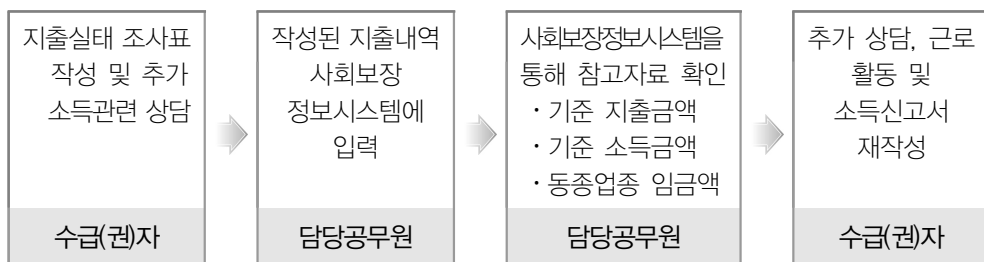 지출실태 조사표
작성 및 추가
소득관련 상담
수급(권)자
작성된 지출내역
사회보장
정보시스템에
입력
담당공무원
사회보장정보시스템을
통해 참고자료 확인
· 기준 지출금액
· 기준 소득금액
· 동종업종 임금액
담당공무원
추가 상담, 근로
활동 및
소득신고서
재작성
수급(권)자